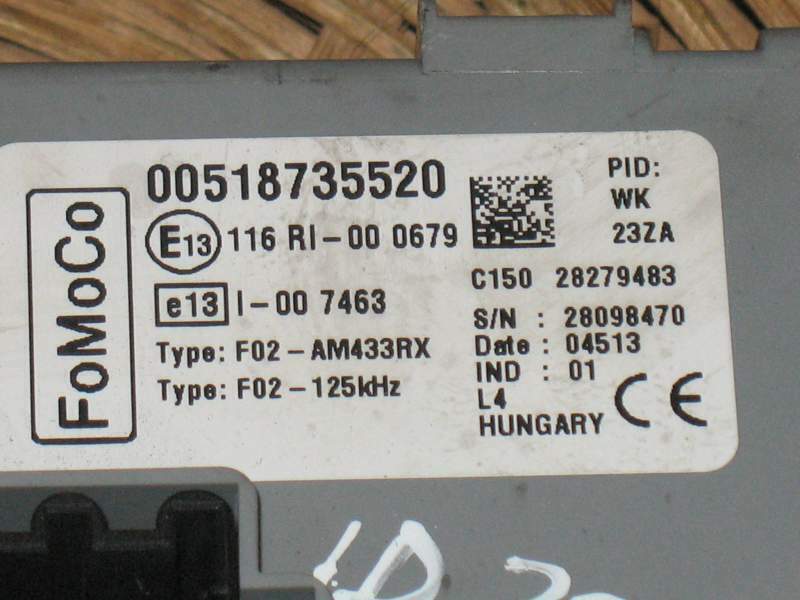 FoMoCo
00518735520
E13 116 RI-00 0679
e13 I-00 7463
Type: F02-AM433RX
Type: F02-125kHz
PID:
WK
23ZA
C150 28279483
S/N : 28098470
Date : 04513
IND : 01
L4
HUNGARY CE